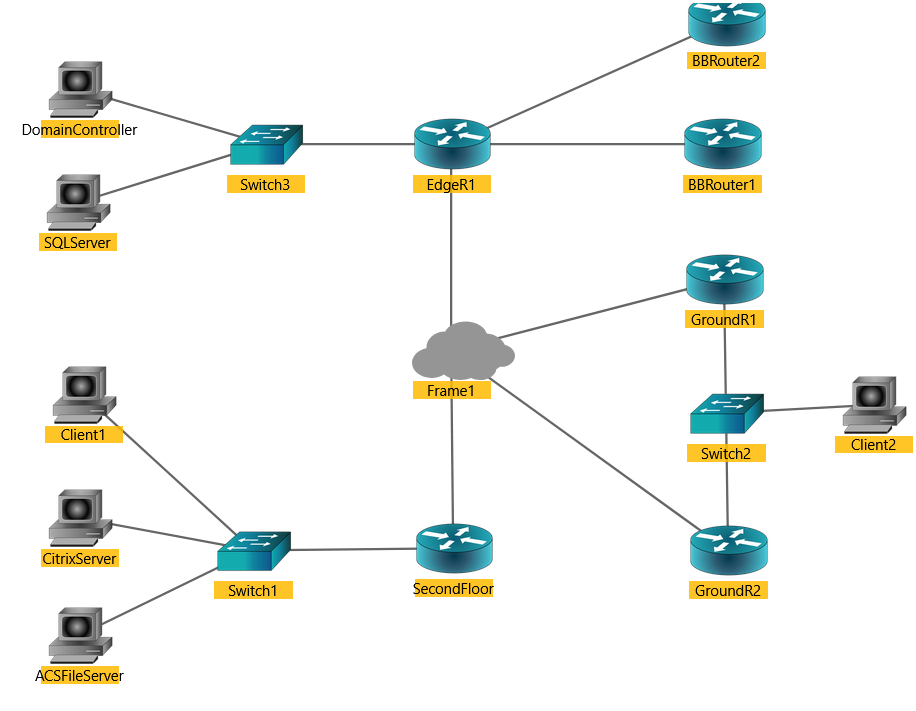 BBRouter2
DomainController
Switch3
EdgeR1
BBRouter1
SQLServer
GroundR1
Frame1
Client1
Switch2
Client2
CitrixServer
Switch1
SecondFloor
GroundR2
ACSFileServer